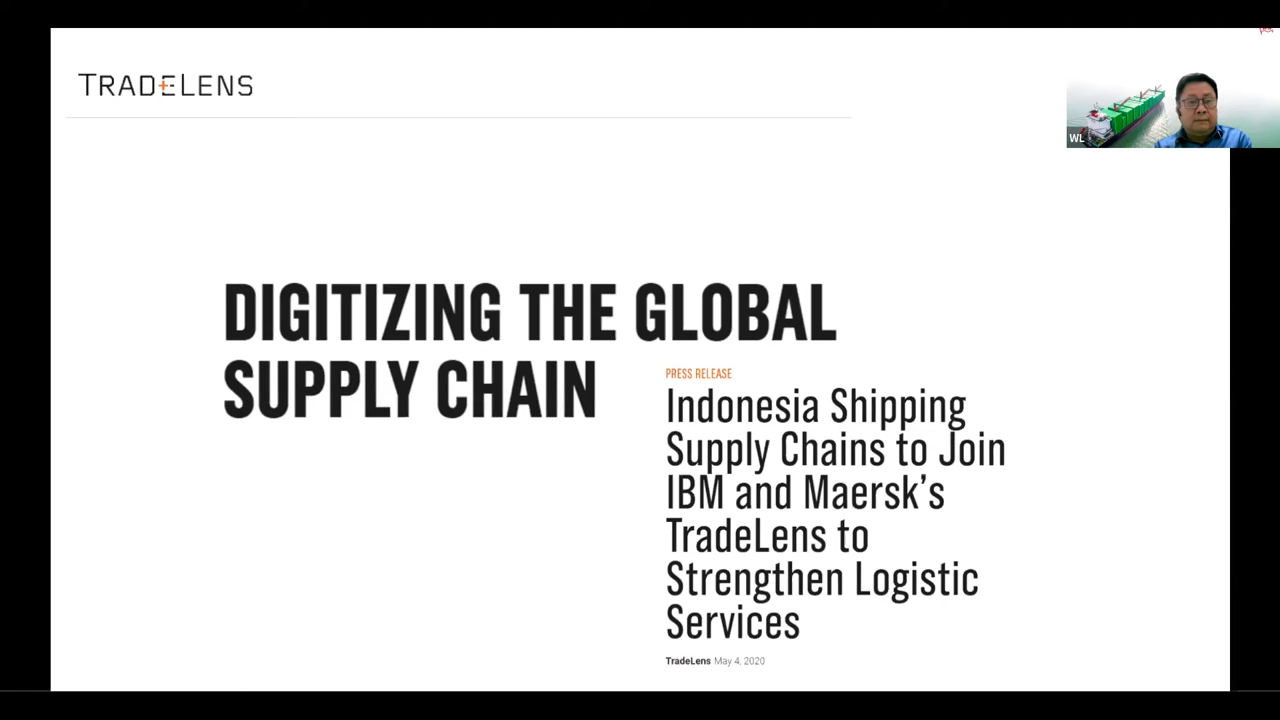 TRADELENS
WL
DIGITIZING THE GLOBAL
SUPPLY CHAIN
PRESS RELEASE
Indonesia Shipping
Supply Chains to Join
IBM and Maersk’s
TradeLens to
Strengthen Logistic
Services
TradeLens May 4, 2020